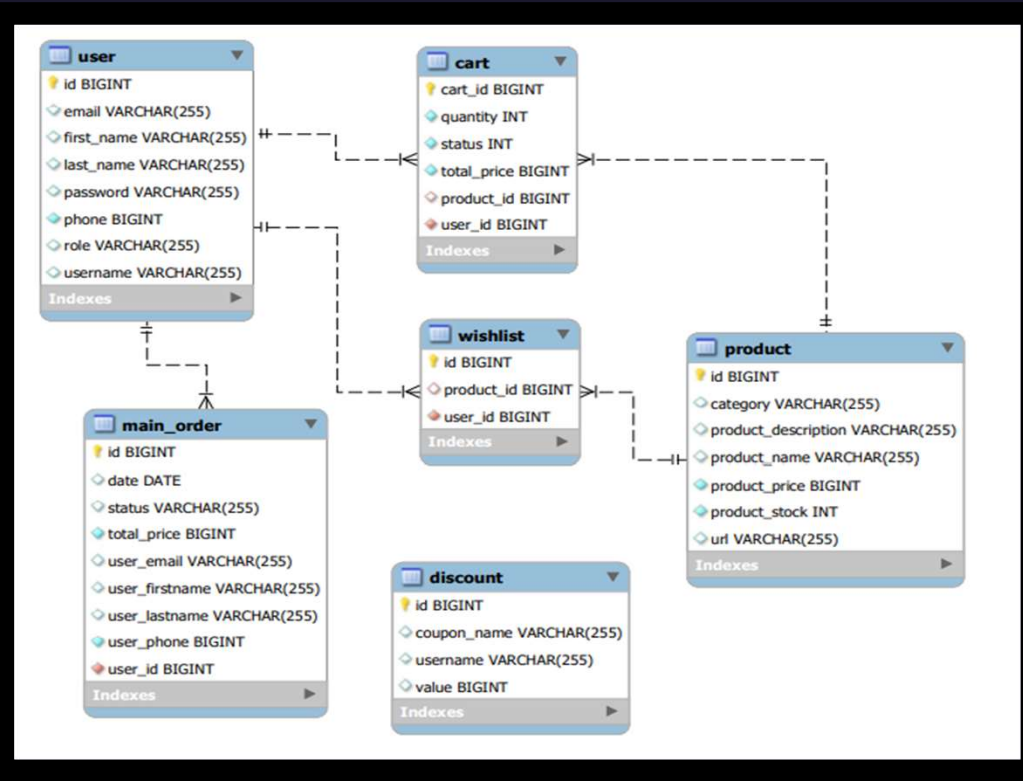 user
id BIGINT
email VARCHAR(255)
first_name VARCHAR(255)
last_name VARCHAR(255)
password VARCHAR(255)
phone BIGINT
role VARCHAR(255)
username VARCHAR(255)
Indexes
cart
cart_id BIGINT
quantity INT
status INT
total_price BIGINT
product_id BIGINT
user_id BIGINT
Indexes
wishlist
id BIGINT
product_id BIGINT
user_id BIGINT
Indexes
product
id BIGINT
category VARCHAR(255)
product_description VARCHAR(255)
product_name VARCHAR(255)
product_price BIGINT
product_stock INT
url VARCHAR(255)
Indexes
main_order
id BIGINT
date DATE
status VARCHAR(255)
total_price BIGINT
user_email VARCHAR(255)
user_firstname VARCHAR(255)
user_lastname VARCHAR(255)
user_phone BIGINT
user_id BIGINT
Indexes
discount
id BIGINT
coupon_name VARCHAR(255)
username VARCHAR(255)
value BIGINT
Indexes